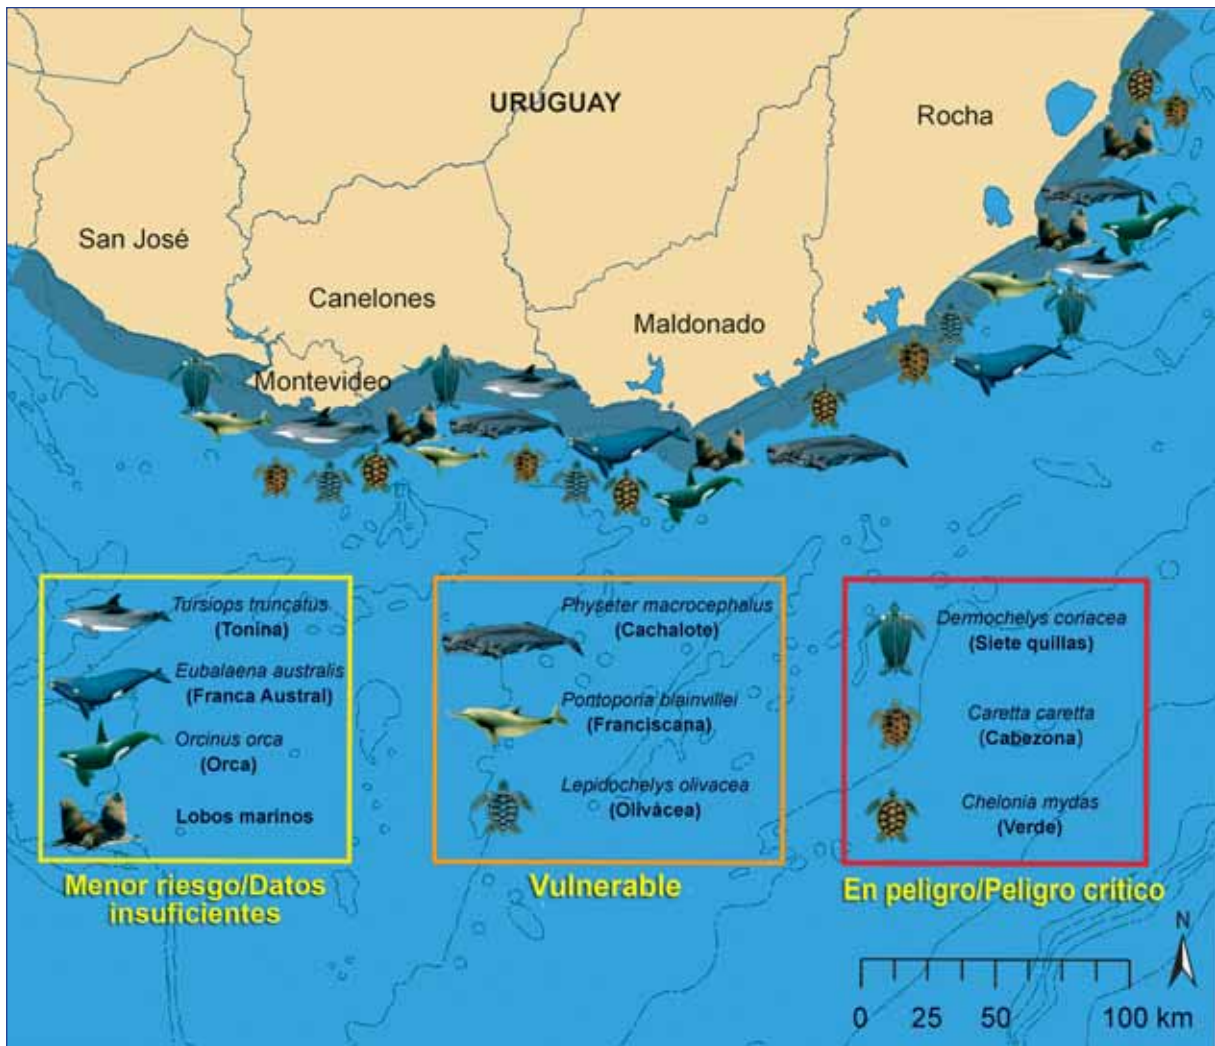 URUGUAY
Rocha
San José
Canelones
Maldonado
Montevideo
Tursiops truncatus
(Tonina)
Eubalaena australis
(Franca Austral)
Orcinus orca
(Orca)
Lobos marinos
Menor riesgo/Datos
insuficientes
Physeter macrocephalus
(Cachalote)
Pontoporia blainvillei
(Franciscana)
Lepidochelys olivacea
(Olivácea)
Vulnerable
Dermochelys coriacea
(Siete quillas)
Caretta caretta
(Cabezona)
Chelonia mydas
(Verde)
En peligro/Peligro crítico
N
0 25 50 100 km